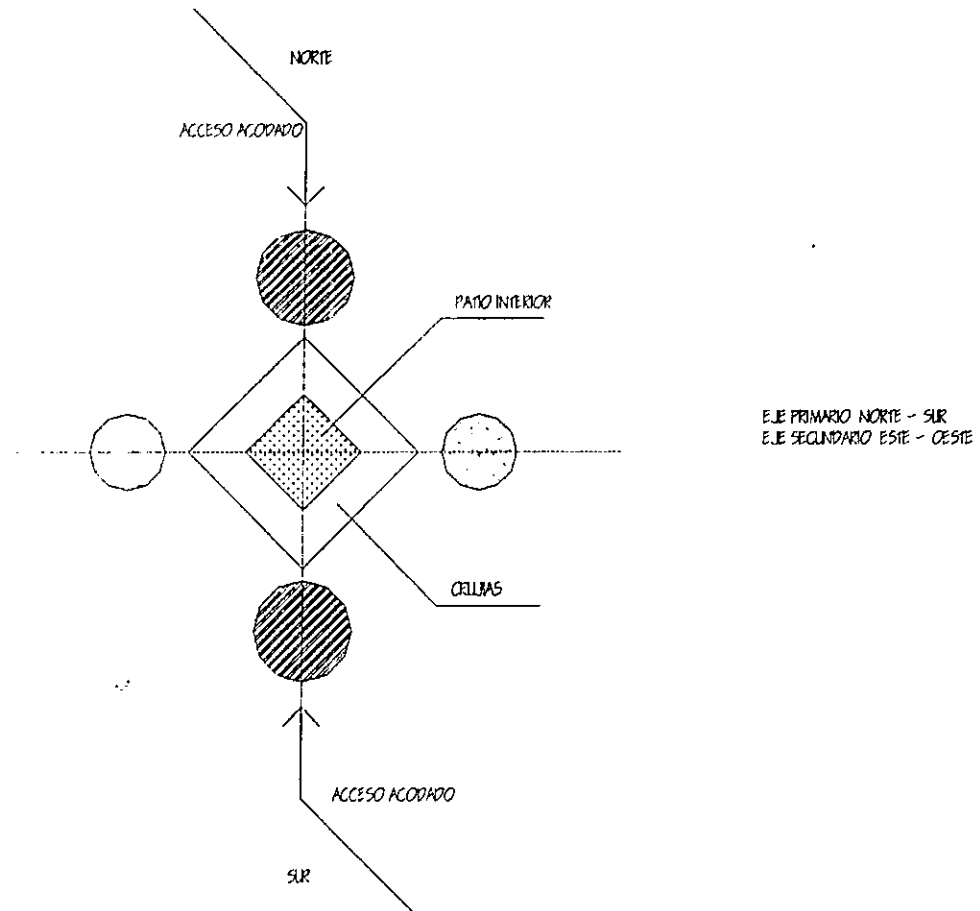 NORTE
ACCESO ACODADO
PATIO INTERIOR
EJE PRIMARIO NORTE - SUR
EJE SECUNDARIO ESTE - OESTE
CELULAS
ACCESO ACODADO
SUR